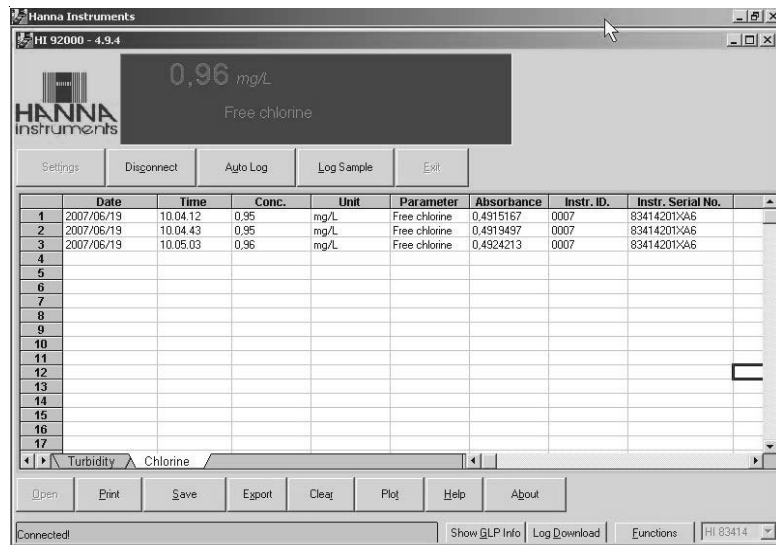 Hanna Instruments
HI 92000 - 4.9.4
HANNA
instruments
0,96 mg/L
Free chlorine
Settings Disconnect Auto Log Log Sample Exit
Date Time Conc. Unit Parameter Absorbance Instr. ID. Instr. Serial No.
1 2007/06/19 10.04.12 0,95 mg/L Free chlorine 0,4915167 0007 83414201XA6
2 2007/06/19 10.04.43 0,95 mg/L Free chlorine 0,4919497 0007 83414201XA6
3 2007/06/19 10.05.03 0,96 mg/L Free chlorine 0,4924213 0007 83414201XA6
4
5
6
7
8
9
10
11
12
13
14
15
16
17
Turbidity Chlorine
Open Print Save Export Clear Plot Help About
Connected! Show GLP Info Log Download Functions HI 83414